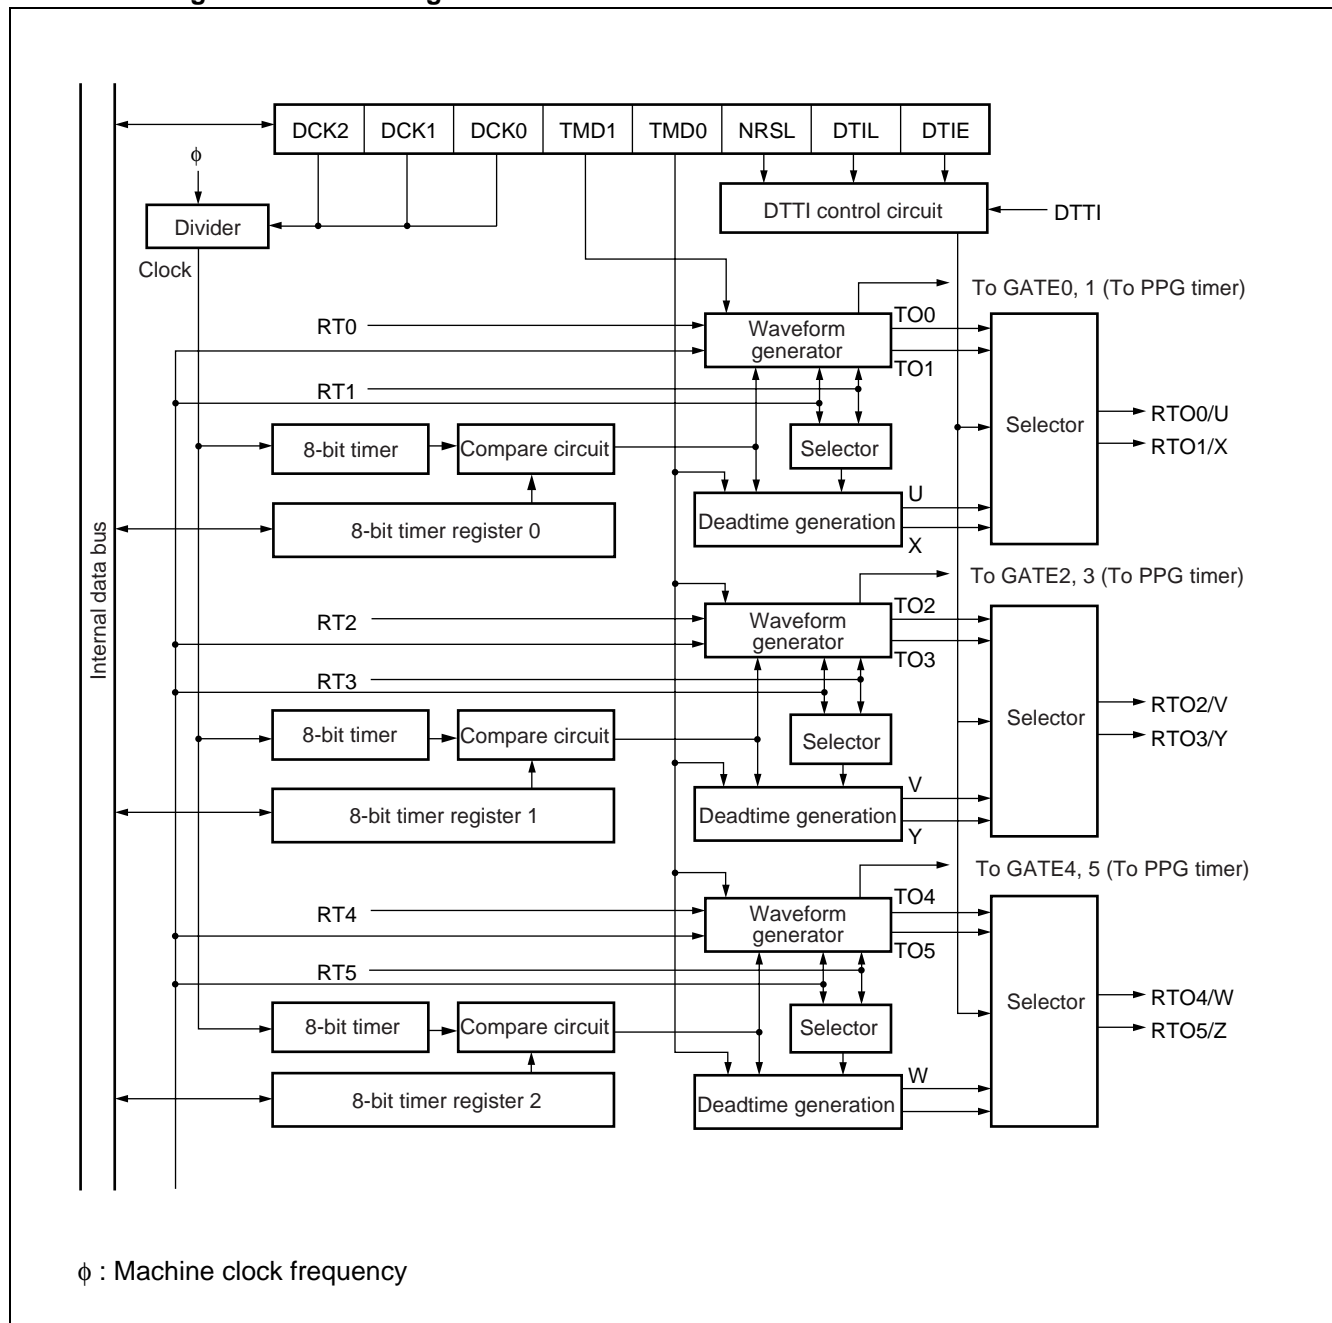 DCK2 DCK1 DCK0 TMD1 TMD0 NRSL DTIL DTIE
φ
Divider
DTTI control circuit
DTTI
Clock
To GATE0, 1 (To PPG timer)
RT0
Waveform
generator
TO0
TO1
RT1
Selector
RTO0/U
RTO1/X
8-bit timer
Compare circuit
Selector
8-bit timer register 0
Deadtime generation
U
X
Internal data bus
To GATE2, 3 (To PPG timer)
RT2
Waveform
generator
TO2
TO3
RT3
Selector
RTO2/V
RTO3/Y
8-bit timer
Compare circuit
Selector
8-bit timer register 1
Deadtime generation
V
Y
To GATE4, 5 (To PPG timer)
RT4
Waveform
generator
TO4
TO5
RT5
Selector
RTO4/W
RTO5/Z
8-bit timer
Compare circuit
Selector
8-bit timer register 2
Deadtime generation
W
φ : Machine clock frequency